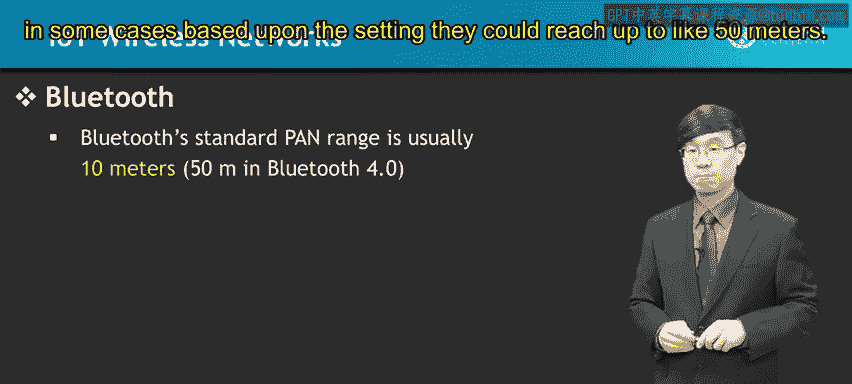 in some cases based upon the setting they could reach up to like 50 meters.
IoT Wireless Networks
❖ Bluetooth
▪ Bluetooth's standard PAN range is usually
10 meters (50 m in Bluetooth 4.0)